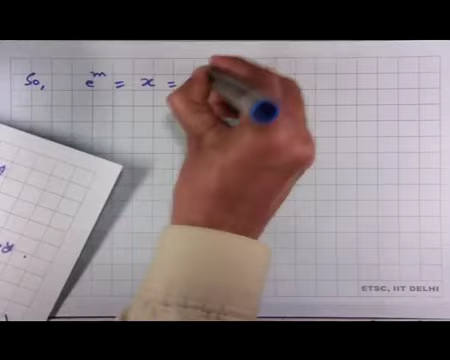 So, e^m = x =
ETSC, IIT DELHI